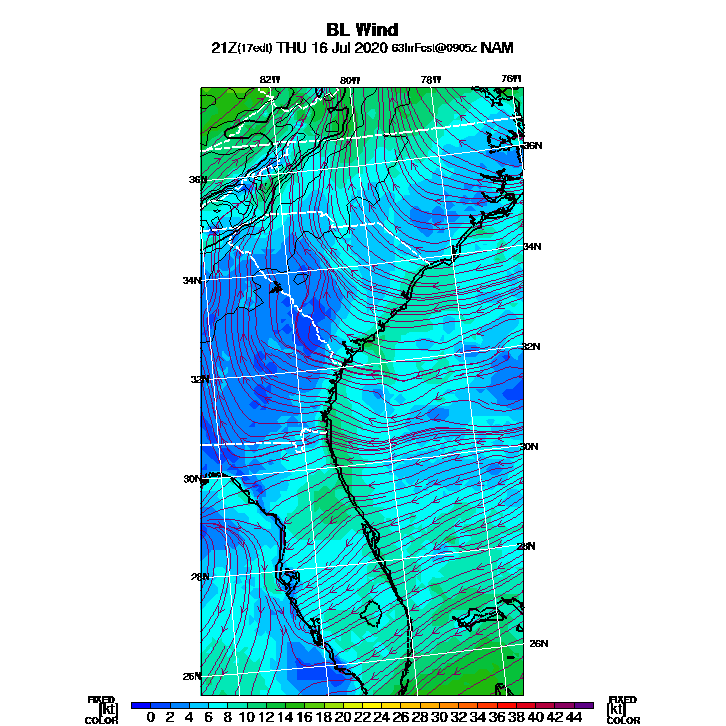 BL Wind
21Z(17edt) THU 16 Jul 2020 63hrFcst@0905z NAM
82W 80W 78W 76W
36N
36N
34N
34N
32N
32N
30N
30N
28N
28N
26N
26N
FIXED FIXED
[kt] 0 2 4 6 8 10 12 14 16 18 20 22 24 26 28 30 32 34 36 38 40 42 44 [kt]
COLOR COLOR